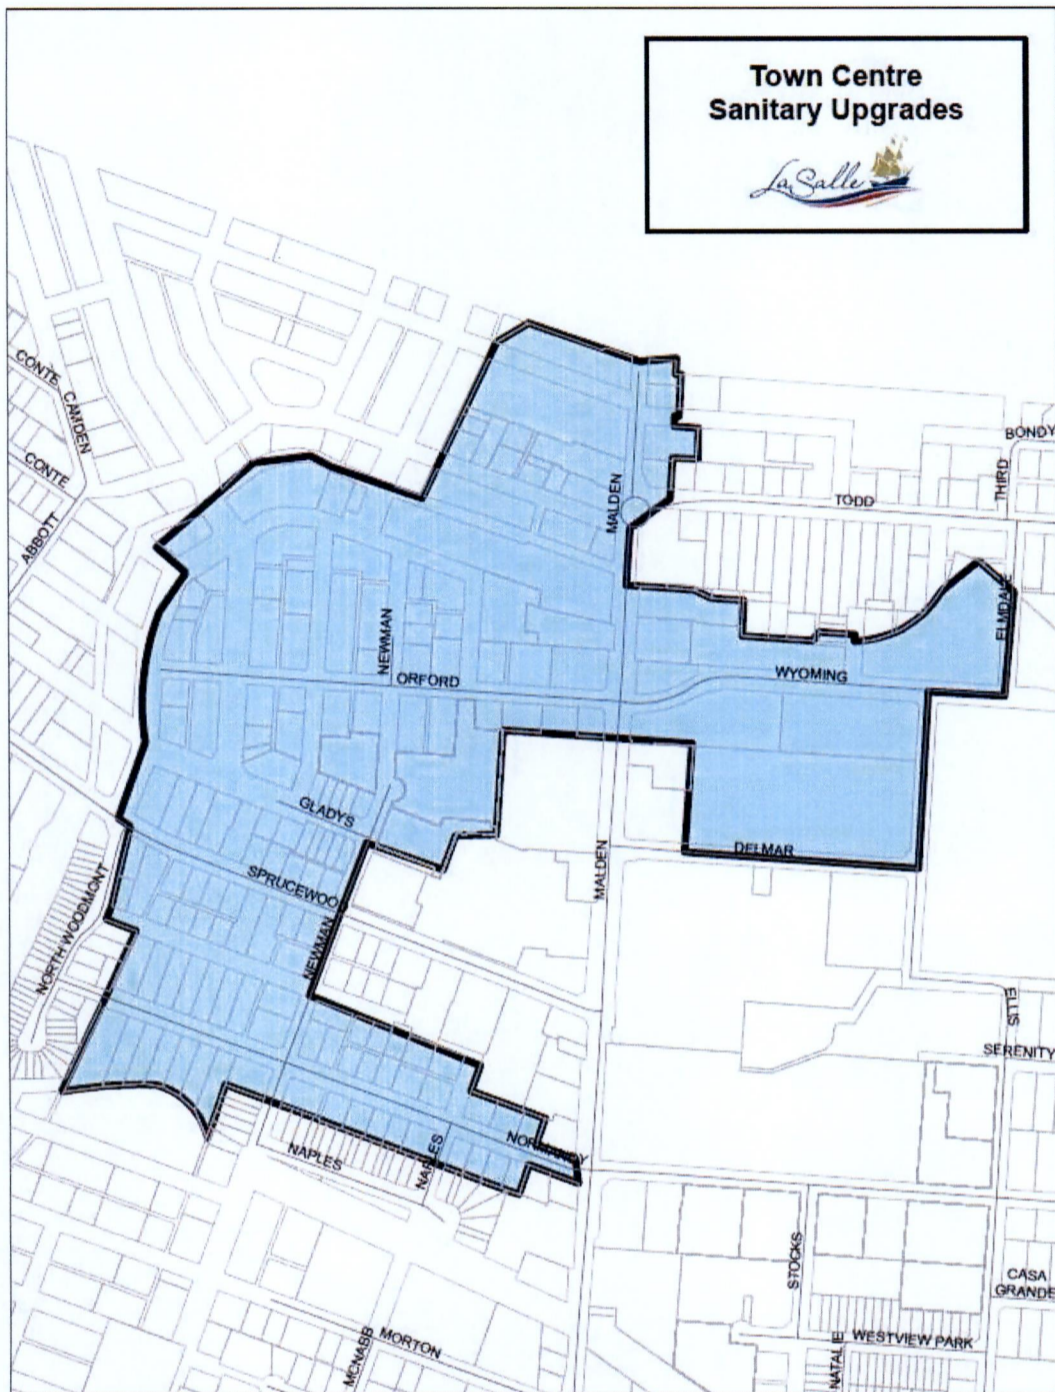 Town Centre
Sanitary Upgrades
LaSalle
CONTE
CAMDEN
CONTE
ABBOTT
BONDY
THIRD
TODD
MALDEN
ELMDALE
NEWMAN
ORFORD
WYOMING
GLADYS
DELMAR
MALDEN
SPRUCEWOO
NORTH WOODMONT
NEWMAN
ELLIS
SERENITY
NORMANDY
NAPLES
NAPLES
STOCKS
CASA
GRANDE
MORTON
MCNABB
WESTVIEW PARK
NATALIE